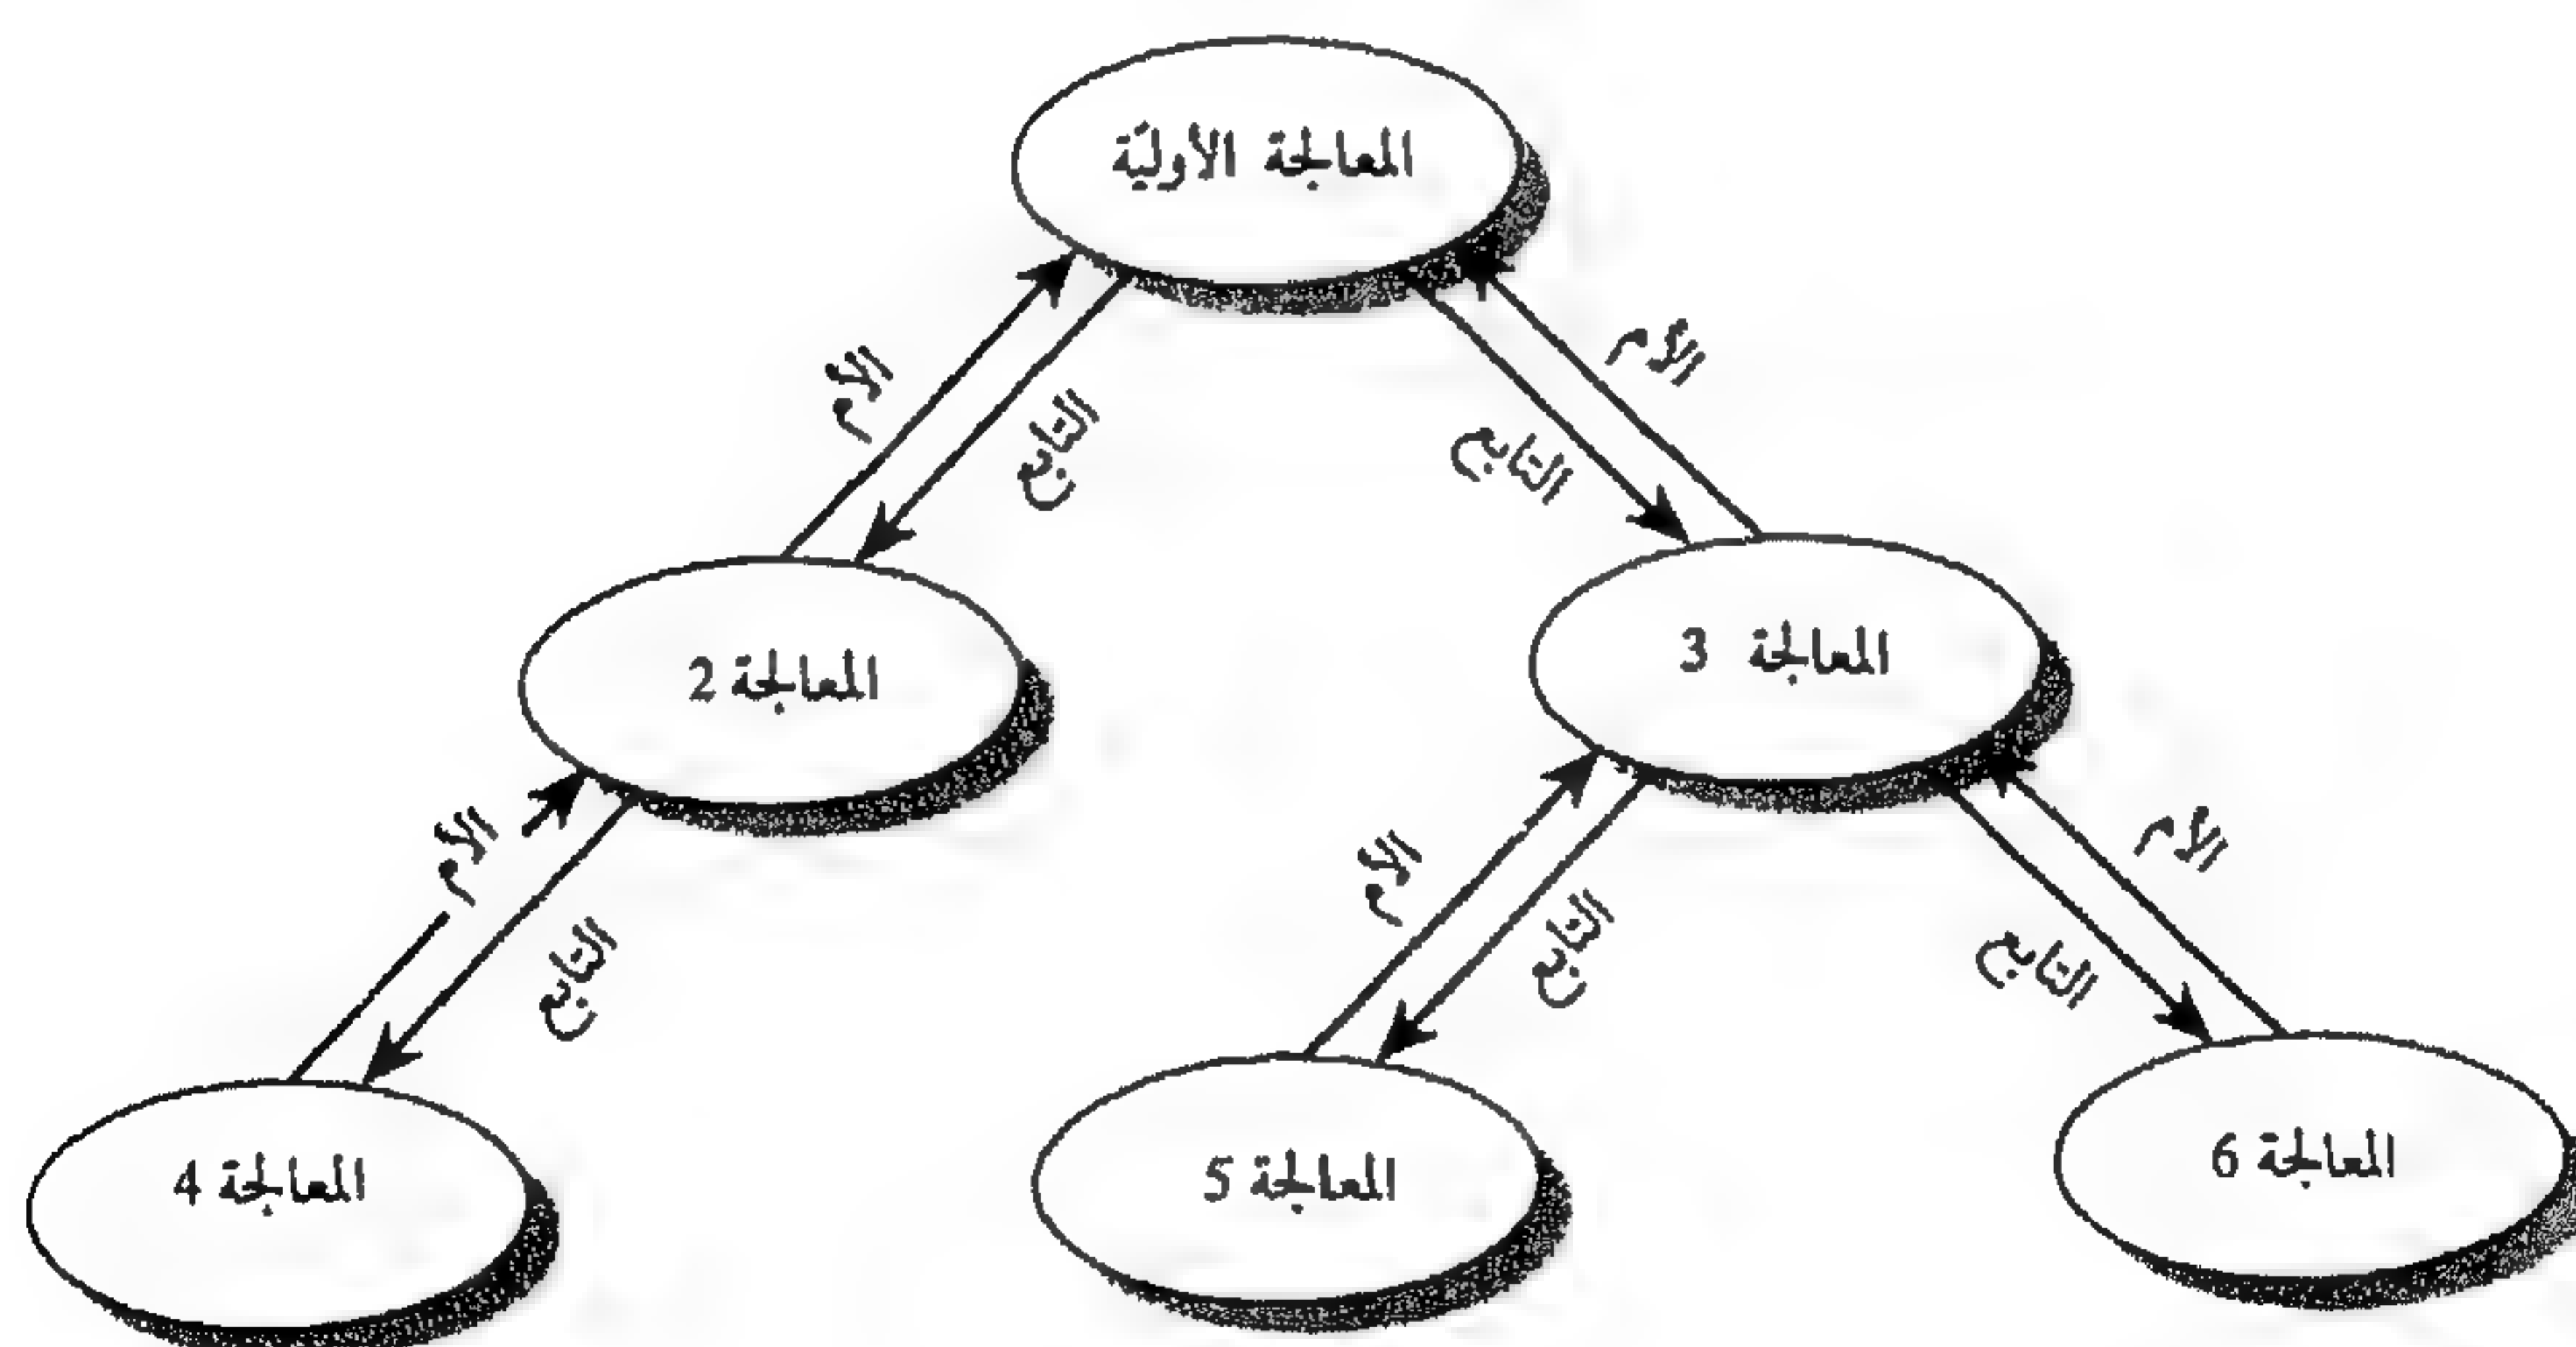 المعالجة الأوليّة
الأم
التابع
الأم
التابع
المعالجة 2
المعالجة 3
الأم
التابع
الأم
التابع
الأم
التابع
المعالجة 4
المعالجة 5
المعالجة 6